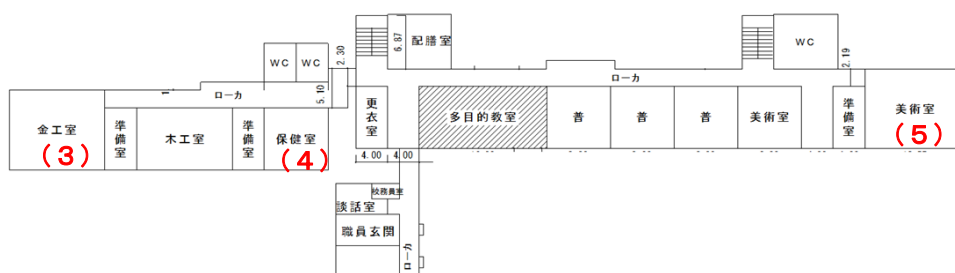 WC
WC
2.30
6.87
配膳室
WC
2.19
ローカ
5.10
ローカ
金工室
(3)
準備室
木工室
準備室
保健室
(4)
更衣室
多目的教室
普
普
普
美術室
準備室
美術室
(5)
4.00
4.00
校務員室
談話室
職員玄関
ローカ